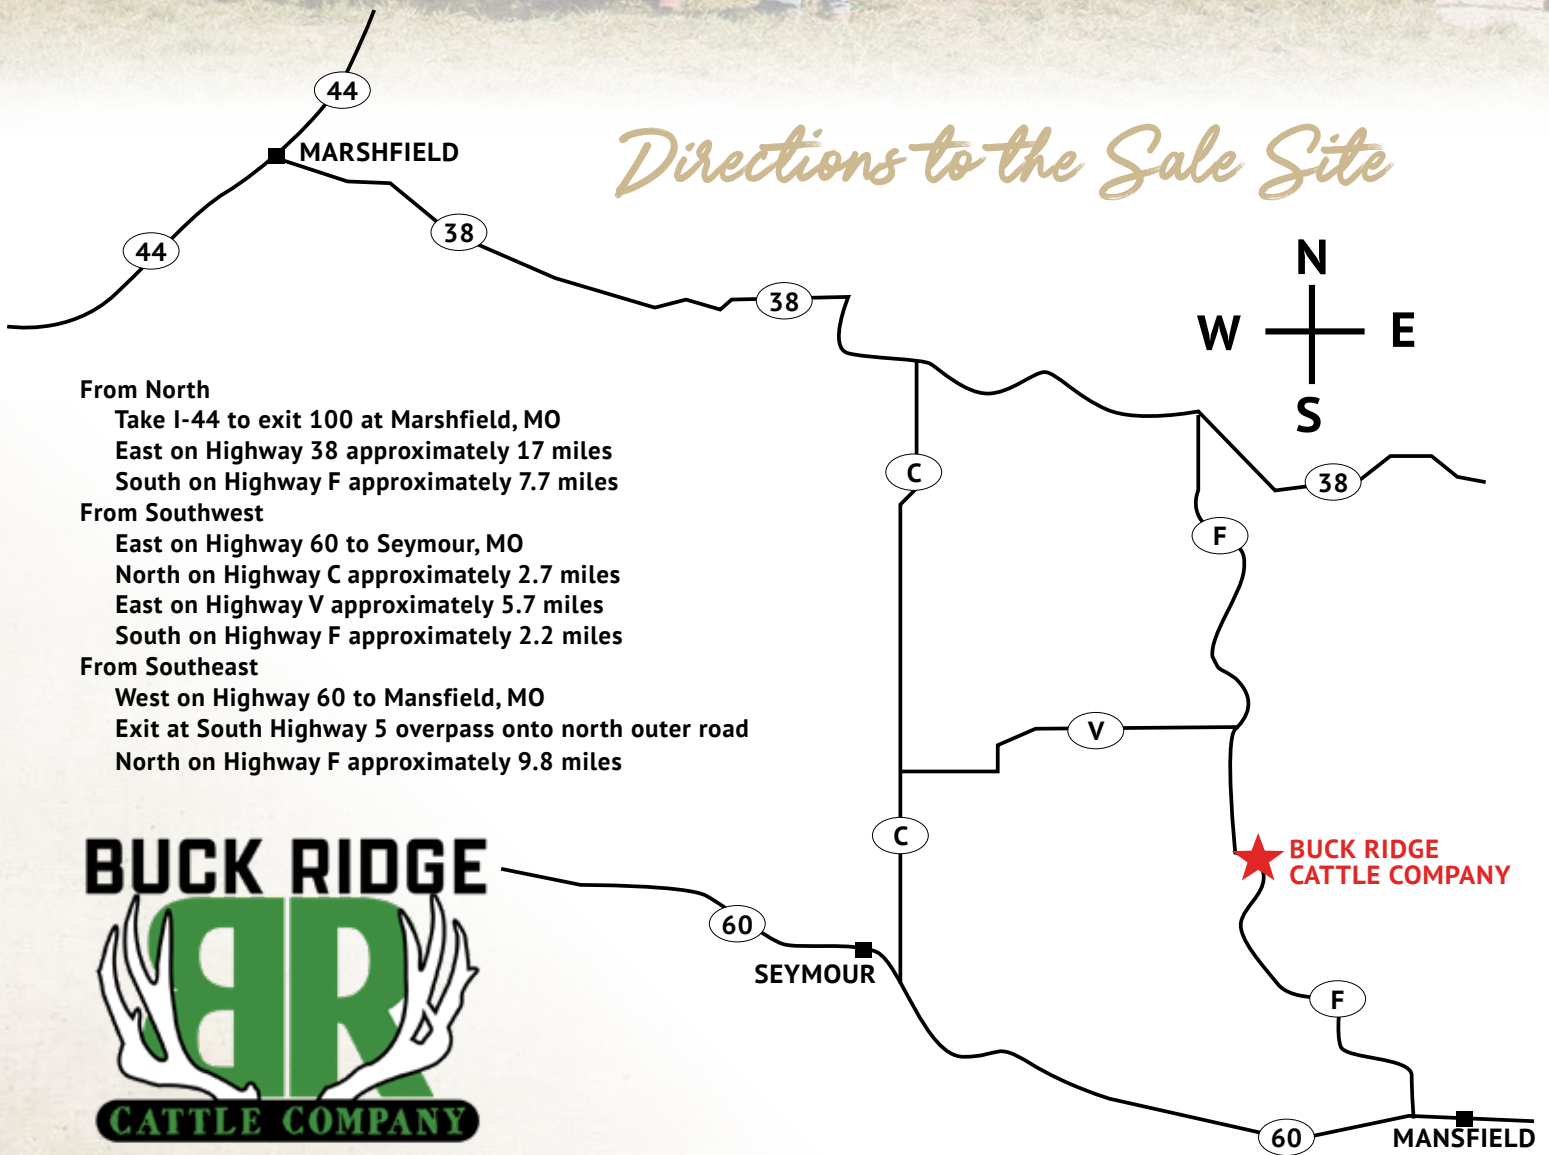 44
MARSHFIELD
Directions to the Sale Site
44
38
38
N
W E
S
From North
Take I-44 to exit 100 at Marshfield, MO
East on Highway 38 approximately 17 miles
South on Highway F approximately 7.7 miles
From Southwest
East on Highway 60 to Seymour, MO
North on Highway C approximately 2.7 miles
East on Highway V approximately 5.7 miles
South on Highway F approximately 2.2 miles
From Southeast
West on Highway 60 to Mansfield, MO
Exit at South Highway 5 overpass onto north outer road
North on Highway F approximately 9.8 miles
C
38
F
V
C
BUCK RIDGE
CATTLE COMPANY
BUCK RIDGE
BR
CATTLE COMPANY
60
SEYMOUR
F
60
MANSFIELD